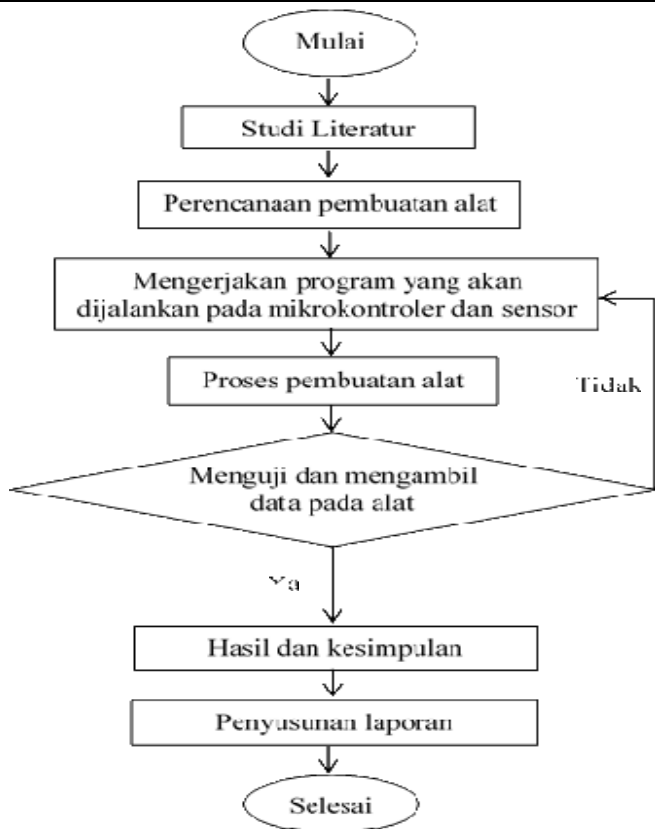 Mulai
Studi Literatur
Perencanaan pembuatan alat
Mengerjakan program yang akan
dijalankan pada mikrokontroler dan sensor
Proses pembuatan alat
Tidak
Menguji dan mengambil
data pada alat
Ya
Hasil dan kesimpulan
Penyusunan laporan
Selesai